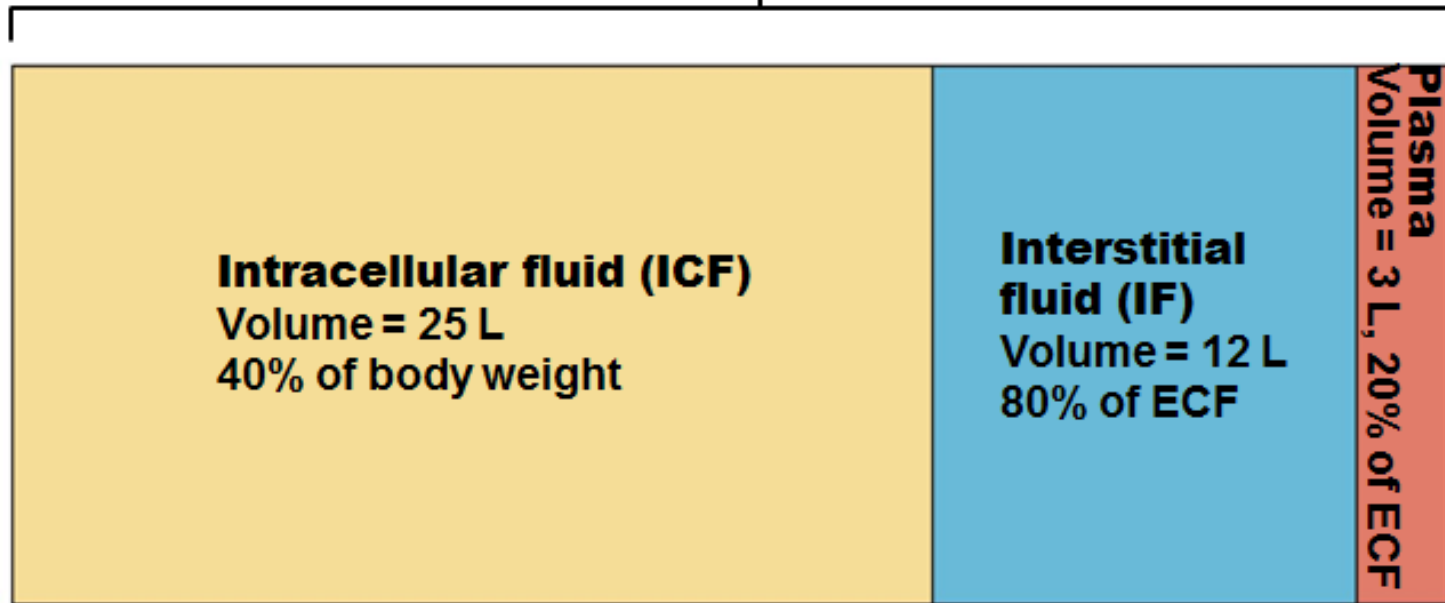 Intracellular fluid (ICF)
Volume = 25 L
40% of body weight
Interstitial
fluid (IF)
Volume = 12 L
80% of ECF
Plasma
Volume = 3 L, 20% of ECF